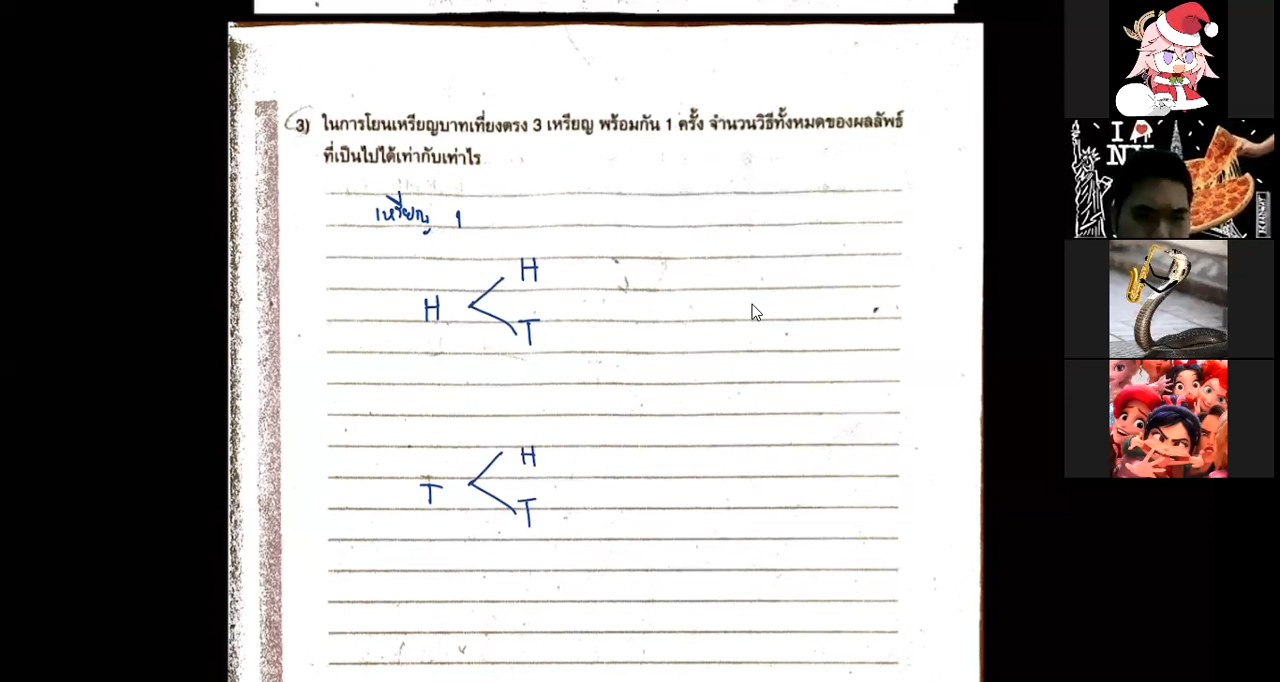 3) ในการโยนเหรียญบาทเที่ยงตรง 3 เหรียญ พร้อมกัน 1 ครั้ง จำนวนวิธีทั้งหมดของผลลัพธ์
ที่เป็นไปได้เท่ากับเท่าไร
เหรียญ 1
H
H
T
H
T
T
I
N